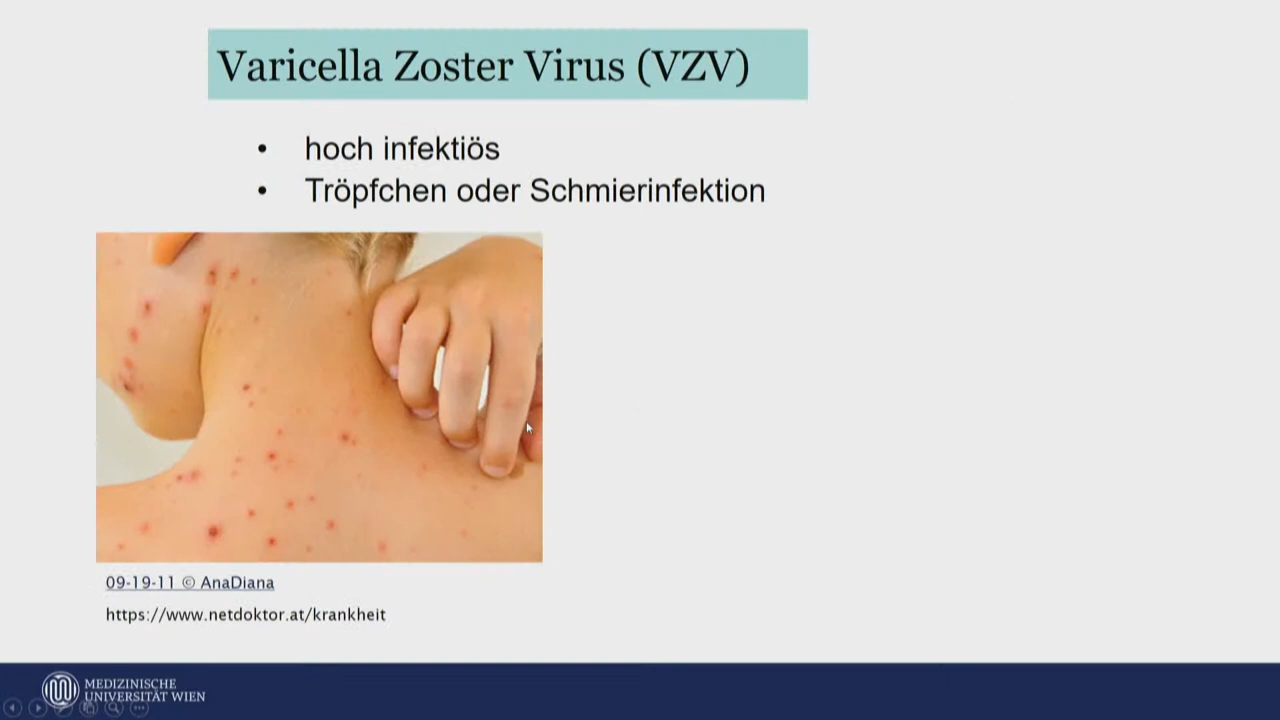 Varicella Zoster Virus (VZV)
• hoch infektiös
• Tröpfchen oder Schmierinfektion
09-19-11 © AnaDiana
https://www.netdoktor.at/krankheit
MEDIZINISCHE
UNIVERSITÄT WIEN